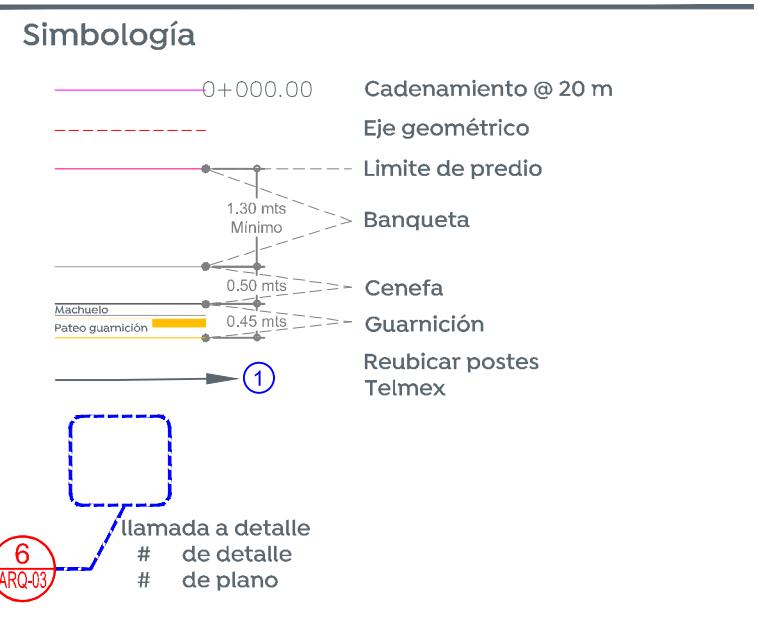 Simbología
0+000.00 Cadenamiento @ 20 m
Eje geométrico
Limite de predio
1.30 mts
Mínimo
Banqueta
0.50 mts Cenefa
Machuelo
0.45 mts Guarnición
Pateo guarnición
Reubicar postes
Telmex
1
llamada a detalle
6 # de detalle
ARQ-03 # de plano